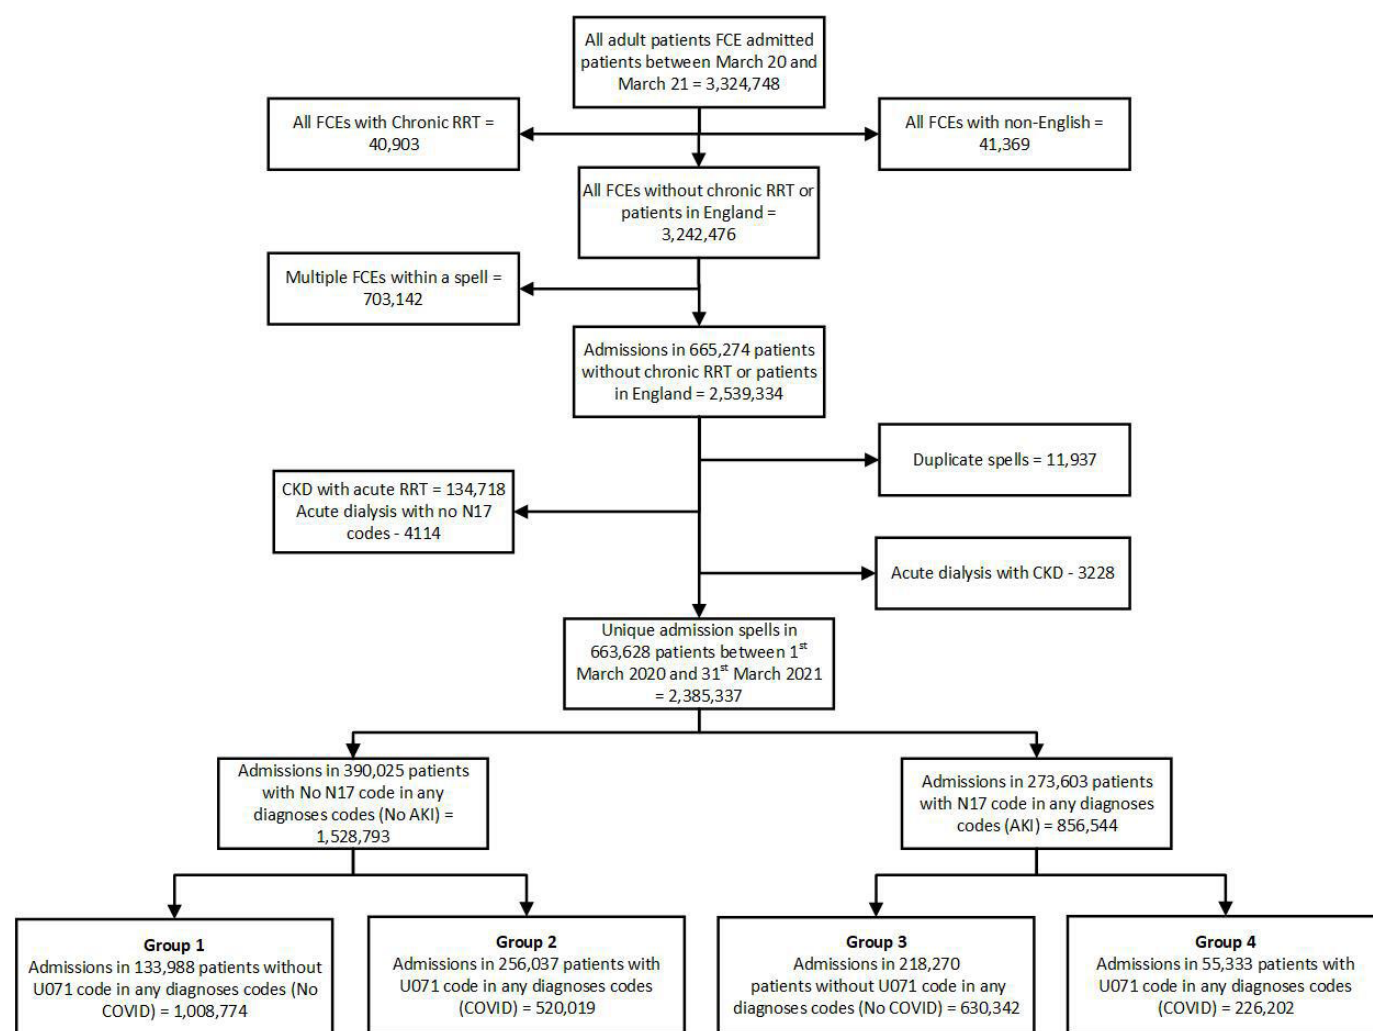 All adult patients FCE admitted
patients between March 20 and
March 21 = 3,324,748
All FCEs with Chronic RRT =
40,903
All FCEs with non-English =
41,369
All FCEs without chronic RRT or
patients in England =
3,242,476
Multiple FCEs within a spell =
703,142
Admissions in 665,274 patients
without chronic RRT or patients
in England = 2,539,334
Duplicate spells = 11,937
CKD with acute RRT = 134,718
Acute dialysis with no N17
codes - 4114
Acute dialysis with CKD - 3228
Unique admission spells in
663,628 patients between 1st
March 2020 and 31st March 2021
= 2,385,337
Admissions in 390,025 patients
with No N17 code in any
diagnoses codes (No AKI) =
1,528,793
Admissions in 273,603 patients
with N17 code in any diagnoses
codes (AKI) = 856,544
Group 1
Admissions in 133,988 patients without
U071 code in any diagnoses codes (No
COVID) = 1,008,774
Group 2
Admissions in 256,037 patients with
U071 code in any diagnoses codes
(COVID) = 520,019
Group 3
Admissions in 218,270
patients without U071 code in any
diagnoses codes (No COVID) = 630,342
Group 4
Admissions in 55,333 patients with
U071 code in any diagnoses codes
(COVID) = 226,202